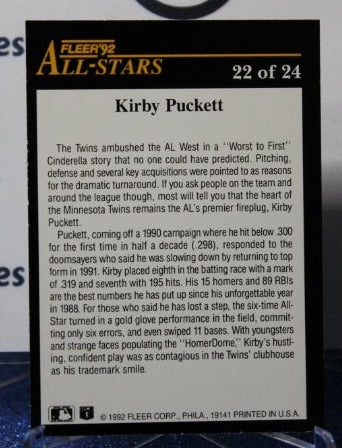 FLEER'92
ALL-STARS
22 of 24
Kirby Puckett
The Twins ambushed the AL West in a "Worst to First"
Cinderella story that no one could have predicted. Pitching,
defense and several key acquisitions were pointed to as reasons
for the dramatic turnaround. If you ask people on the team and
around the league though, most will tell you that the heart of
the Minnesota Twins remains the AL's premier fireplug, Kirby
Puckett.
Puckett, coming off a 1990 campaign where he hit below .300
for the first time in half a decade (.298), responded to the
doomsayers who said he was slowing down by returning to top
form in 1991. Kirby placed eighth in the batting race with a mark
of .319 and seventh with 195 hits. His 15 homers and 89 RBIs
are the best numbers he has put up since his unforgettable year
in 1988. For those who said he has lost a step, the six-time All-
Star turned in a gold glove performance in the field, commit-
ting only six errors, and even swiped 11 bases. With youngsters
and strange faces populating the "HomerDome," Kirby's hustl-
ing, confident play was as contagious in the Twins' clubhouse
as his trademark smile.
© 1992 FLEER CORP., PHILA., 19141 PRINTED IN U.S.A.